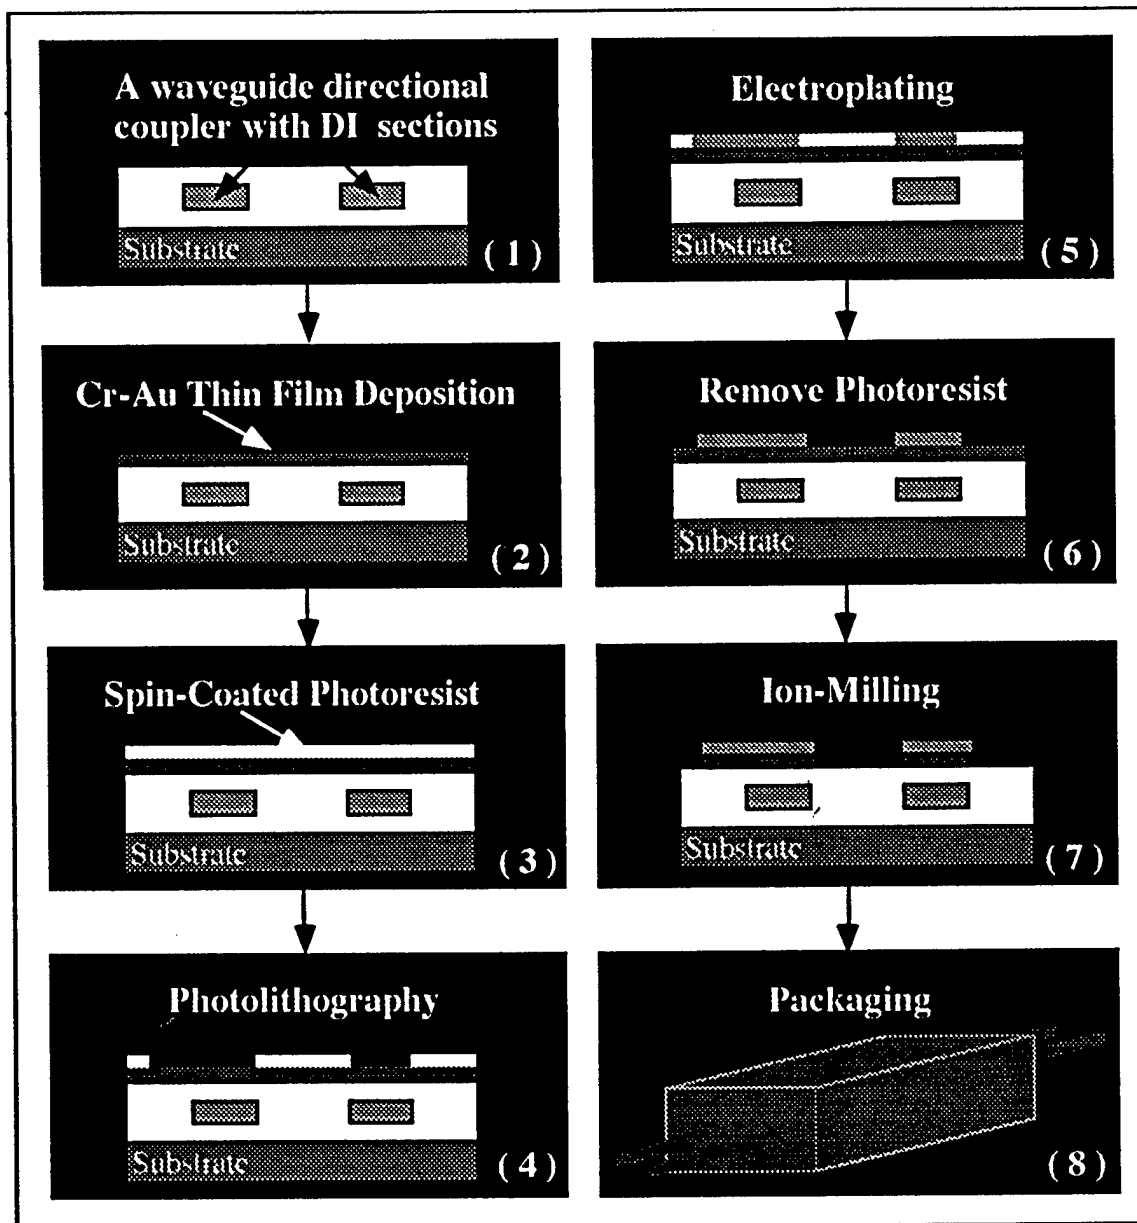 A waveguide directional
coupler with DI sections
Substrate
( 1 )
Cr-Au Thin Film Deposition
Substrate
( 2 )
Spin-Coated Photoresist
Substrate
( 3 )
Photolithography
Substrate
( 4 )
Electroplating
Substrate
( 5 )
Remove Photoresist
Substrate
( 6 )
Ion-Milling
Substrate
( 7 )
Packaging
( 8 )